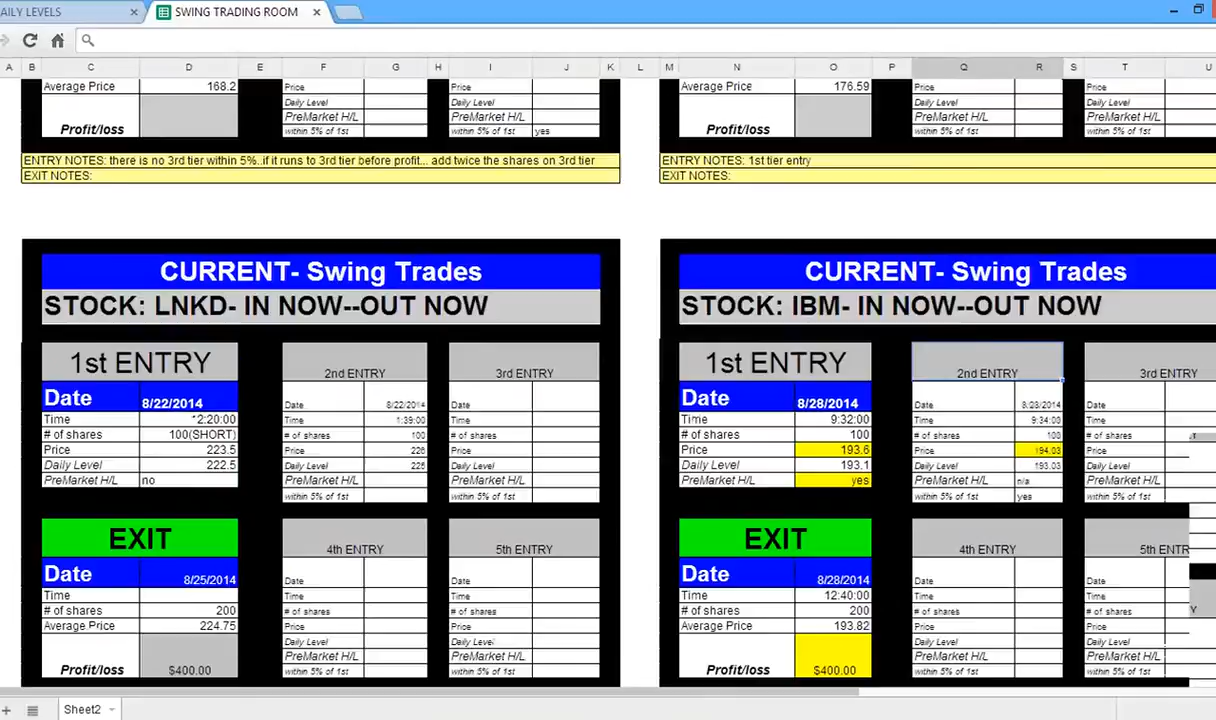 AILY LEVELS × SWING TRADING ROOM ×
A B C D E F G H I J K L M N O P Q R S T U
Average Price 168.2 Price Price Average Price 176.59 Price Price
Daily Level Daily Level Daily Level Daily Level
PreMarket H/L PreMarket H/L PreMarket H/L PreMarket H/L
Profit/loss within 5% of 1st within 5% of 1st yes Profit/loss within 5% of 1st within 5% of 1st
ENTRY NOTES: there is no 3rd tier within 5%..if it runs to 3rd tier before profit... add twice the shares on 3rd tier
EXIT NOTES:
ENTRY NOTES: 1st tier entry
EXIT NOTES:
CURRENT- Swing Trades
STOCK: LNKD- IN NOW--OUT NOW
1st ENTRY 2nd ENTRY 3rd ENTRY
Date 8/22/2014 Date 8/22/2014 Date
Time 12:20:00 Time 1:39:00 Time
# of shares 100(SHORT) # of shares 100 # of shares
Price 223.5 Price 226 Price
Daily Level 222.5 Daily Level 226 Daily Level
PreMarket H/L no PreMarket H/L PreMarket H/L
within 5% of 1st within 5% of 1st
EXIT 4th ENTRY 5th ENTRY
Date 8/25/2014 Date Date
Time Time Time
# of shares 200 # of shares # of shares
Average Price 224.75 Price Price
Daily Level Daily Level
PreMarket H/L PreMarket H/L
Profit/loss $400.00 within 5% of 1st within 5% of 1st
CURRENT- Swing Trades
STOCK: IBM- IN NOW--OUT NOW
1st ENTRY 2nd ENTRY 3rd ENTRY
Date 8/28/2014 Date Date
Time 9:32:00 Time 9:34:00 Time
# of shares 100 # of shares 100 # of shares
Price 193.6 Price 194.03 Price
Daily Level 193.1 Daily Level 193.03 Daily Level
PreMarket H/L yes PreMarket H/L n/a PreMarket H/L
within 5% of 1st yes within 5% of 1st
EXIT 4th ENTRY 5th ENTR
Date 8/28/2014 Date Date
Time 12:40:00 Time Time
# of shares 200 # of shares # of shares
Average Price 193.82 Price Price
Daily Level Daily Level
PreMarket H/L PreMarket H/L
Profit/loss $400.00 within 5% of 1st within 5% of 1st
Y
Sheet2